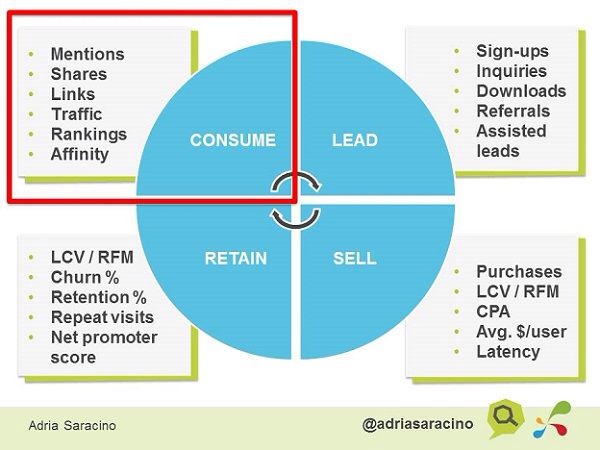 Mentions
Shares
Links
Traffic
Rankings
Affinity
CONSUME
LEAD
Sign-ups
Inquiries
Downloads
Referrals
Assisted
leads
LCV / RFM
Churn %
Retention %
Repeat visits
Net promoter
score
RETAIN
SELL
Purchases
LCV / RFM
CPA
Avg. $/user
Latency
Adria Saracino
@adriasaracino